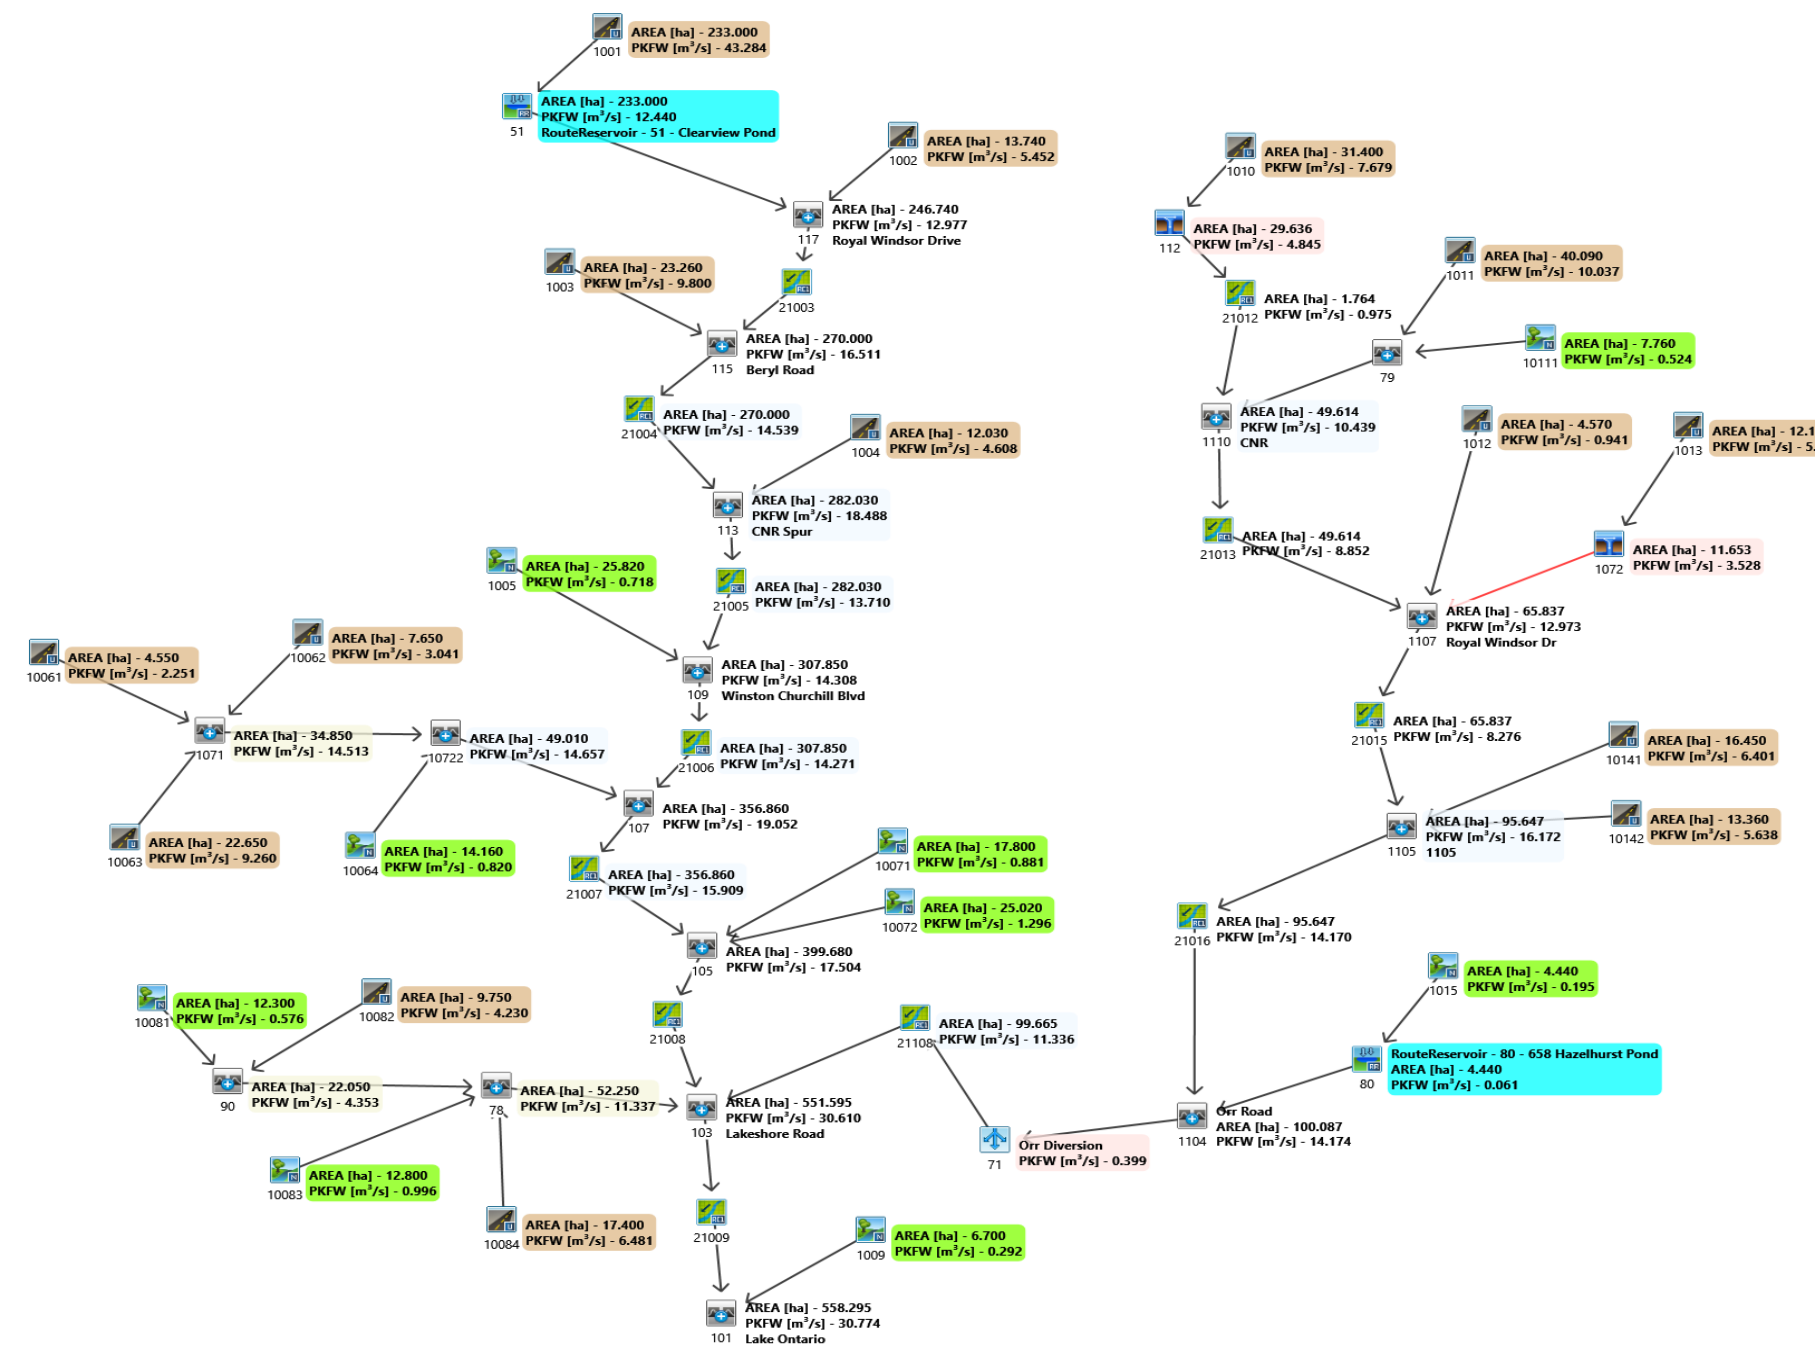 AREA [ha] - 233.000
PKFW [m³/s] - 43.284
1001
AREA [ha] - 233.000
PKFW [m³/s] - 12.440
RouteReservoir - 51 - Clearview Pond
51
AREA [ha] - 13.740
PKFW [m³/s] - 5.452
1002
AREA [ha] - 31.400
PKFW [m³/s] - 7.679
1010
AREA [ha] - 246.740
PKFW [m³/s] - 12.977
Royal Windsor Drive
117
AREA [ha] - 29.636
PKFW [m³/s] - 4.845
112
AREA [ha] - 23.260
PKFW [m³/s] - 9.800
1003
21003
AREA [ha] - 40.090
PKFW [m³/s] - 10.037
1011
AREA [ha] - 1.764
PKFW [m³/s] - 0.975
21012
AREA [ha] - 270.000
PKFW [m³/s] - 16.511
Beryl Road
115
79
AREA [ha] - 7.760
PKFW [m³/s] - 0.524
10111
AREA [ha] - 270.000
PKFW [m³/s] - 14.539
21004
AREA [ha] - 12.030
PKFW [m³/s] - 4.608
1004
AREA [ha] - 49.614
PKFW [m³/s] - 10.439
CNR
1110
AREA [ha] - 4.570
PKFW [m³/s] - 0.941
1012
AREA [ha] - 12.1
PKFW [m³/s] - 5.
1013
AREA [ha] - 282.030
PKFW [m³/s] - 18.488
CNR Spur
113
AREA [ha] - 49.614
PKFW [m³/s] - 8.852
21013
AREA [ha] - 11.653
PKFW [m³/s] - 3.528
1072
AREA [ha] - 25.820
PKFW [m³/s] - 0.718
1005
AREA [ha] - 282.030
PKFW [m³/s] - 13.710
21005
AREA [ha] - 65.837
PKFW [m³/s] - 12.973
Royal Windsor Dr
1107
AREA [ha] - 4.550
PKFW [m³/s] - 2.251
10061
AREA [ha] - 7.650
PKFW [m³/s] - 3.041
10062
AREA [ha] - 307.850
PKFW [m³/s] - 14.308
Winston Churchill Blvd
109
AREA [ha] - 34.850
PKFW [m³/s] - 14.513
1071
AREA [ha] - 49.010
PKFW [m³/s] - 14.657
10722
AREA [ha] - 307.850
PKFW [m³/s] - 14.271
21006
AREA [ha] - 65.837
PKFW [m³/s] - 8.276
21015
AREA [ha] - 16.450
PKFW [m³/s] - 6.401
10141
AREA [ha] - 356.860
PKFW [m³/s] - 19.052
107
AREA [ha] - 22.650
PKFW [m³/s] - 9.260
10063
AREA [ha] - 14.160
PKFW [m³/s] - 0.820
10064
AREA [ha] - 17.800
PKFW [m³/s] - 0.881
10071
AREA [ha] - 95.647
PKFW [m³/s] - 16.172
1105
1105
AREA [ha] - 13.360
PKFW [m³/s] - 5.638
10142
AREA [ha] - 356.860
PKFW [m³/s] - 15.909
21007
AREA [ha] - 25.020
PKFW [m³/s] - 1.296
10072
AREA [ha] - 399.680
PKFW [m³/s] - 17.504
105
AREA [ha] - 95.647
PKFW [m³/s] - 14.170
21016
AREA [ha] - 4.440
PKFW [m³/s] - 0.195
1015
AREA [ha] - 12.300
PKFW [m³/s] - 0.576
10081
AREA [ha] - 9.750
PKFW [m³/s] - 4.230
10082
21008
AREA [ha] - 99.665
PKFW [m³/s] - 11.336
21108
RouteReservoir - 80 - 658 Hazelhurst Pond
AREA [ha] - 4.440
PKFW [m³/s] - 0.061
80
AREA [ha] - 22.050
PKFW [m³/s] - 4.353
90
AREA [ha] - 52.250
PKFW [m³/s] - 11.337
78
AREA [ha] - 551.595
PKFW [m³/s] - 30.610
Lakeshore Road
103
Orr Road
AREA [ha] - 100.087
PKFW [m³/s] - 14.174
1104
Orr Diversion
PKFW [m³/s] - 0.399
71
AREA [ha] - 12.800
PKFW [m³/s] - 0.996
10083
AREA [ha] - 17.400
PKFW [m³/s] - 6.481
10084
21009
AREA [ha] - 6.700
PKFW [m³/s] - 0.292
1009
AREA [ha] - 558.295
PKFW [m³/s] - 30.774
Lake Ontario
101